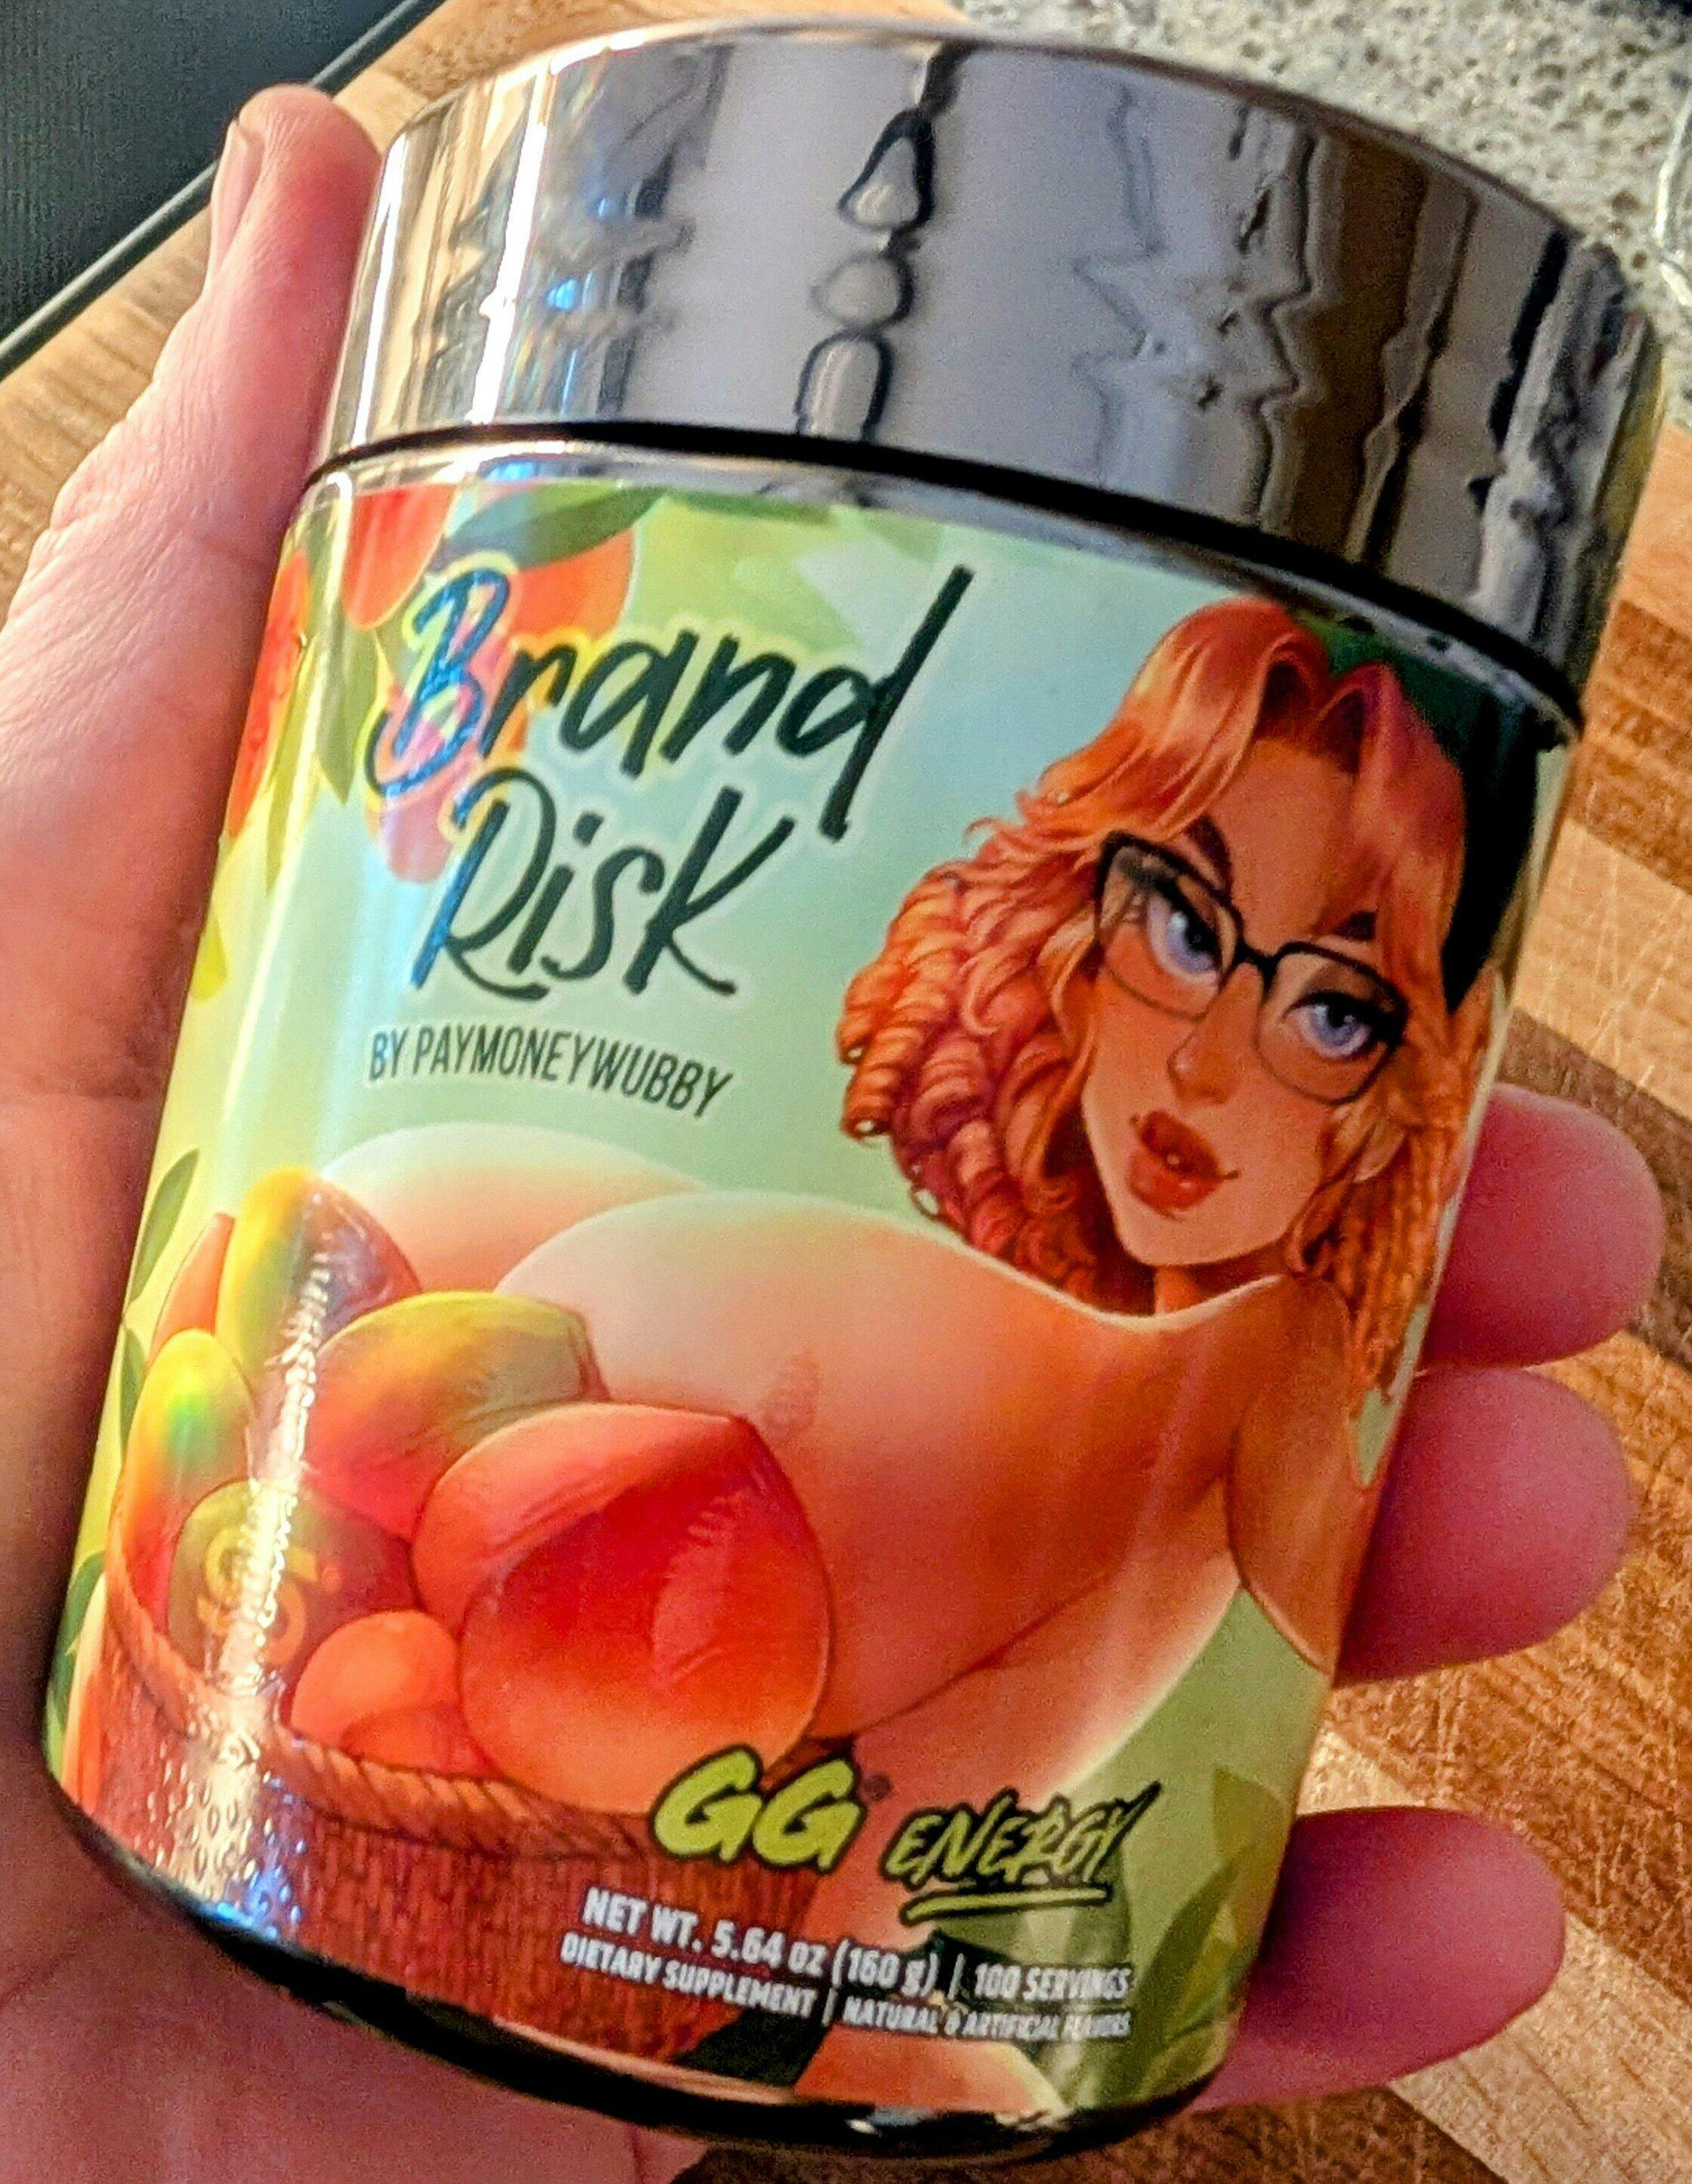 Brand
Risk
BY PAYMONEYWUBBY
GG® ENERGY
NET WT. 5.64 oz (160 g) | 100 SERVINGS
DIETARY SUPPLEMENT | NATURAL & ARTIFICIAL FLAVORS